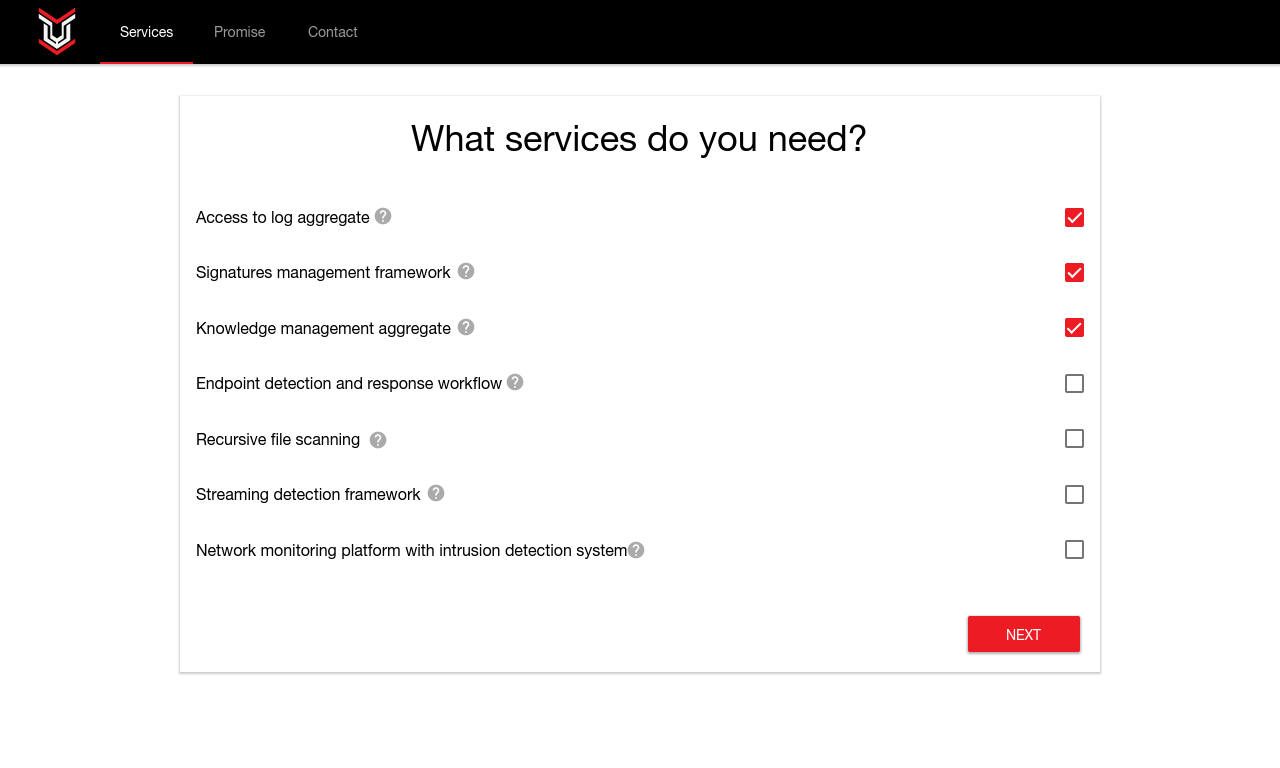 Services
Promise
Contact
What services do you need?
Access to log aggregate
Signatures management framework
Knowledge management aggregate
Endpoint detection and response workflow
Recursive file scanning
Streaming detection framework
Network monitoring platform with intrusion detection system
NEXT